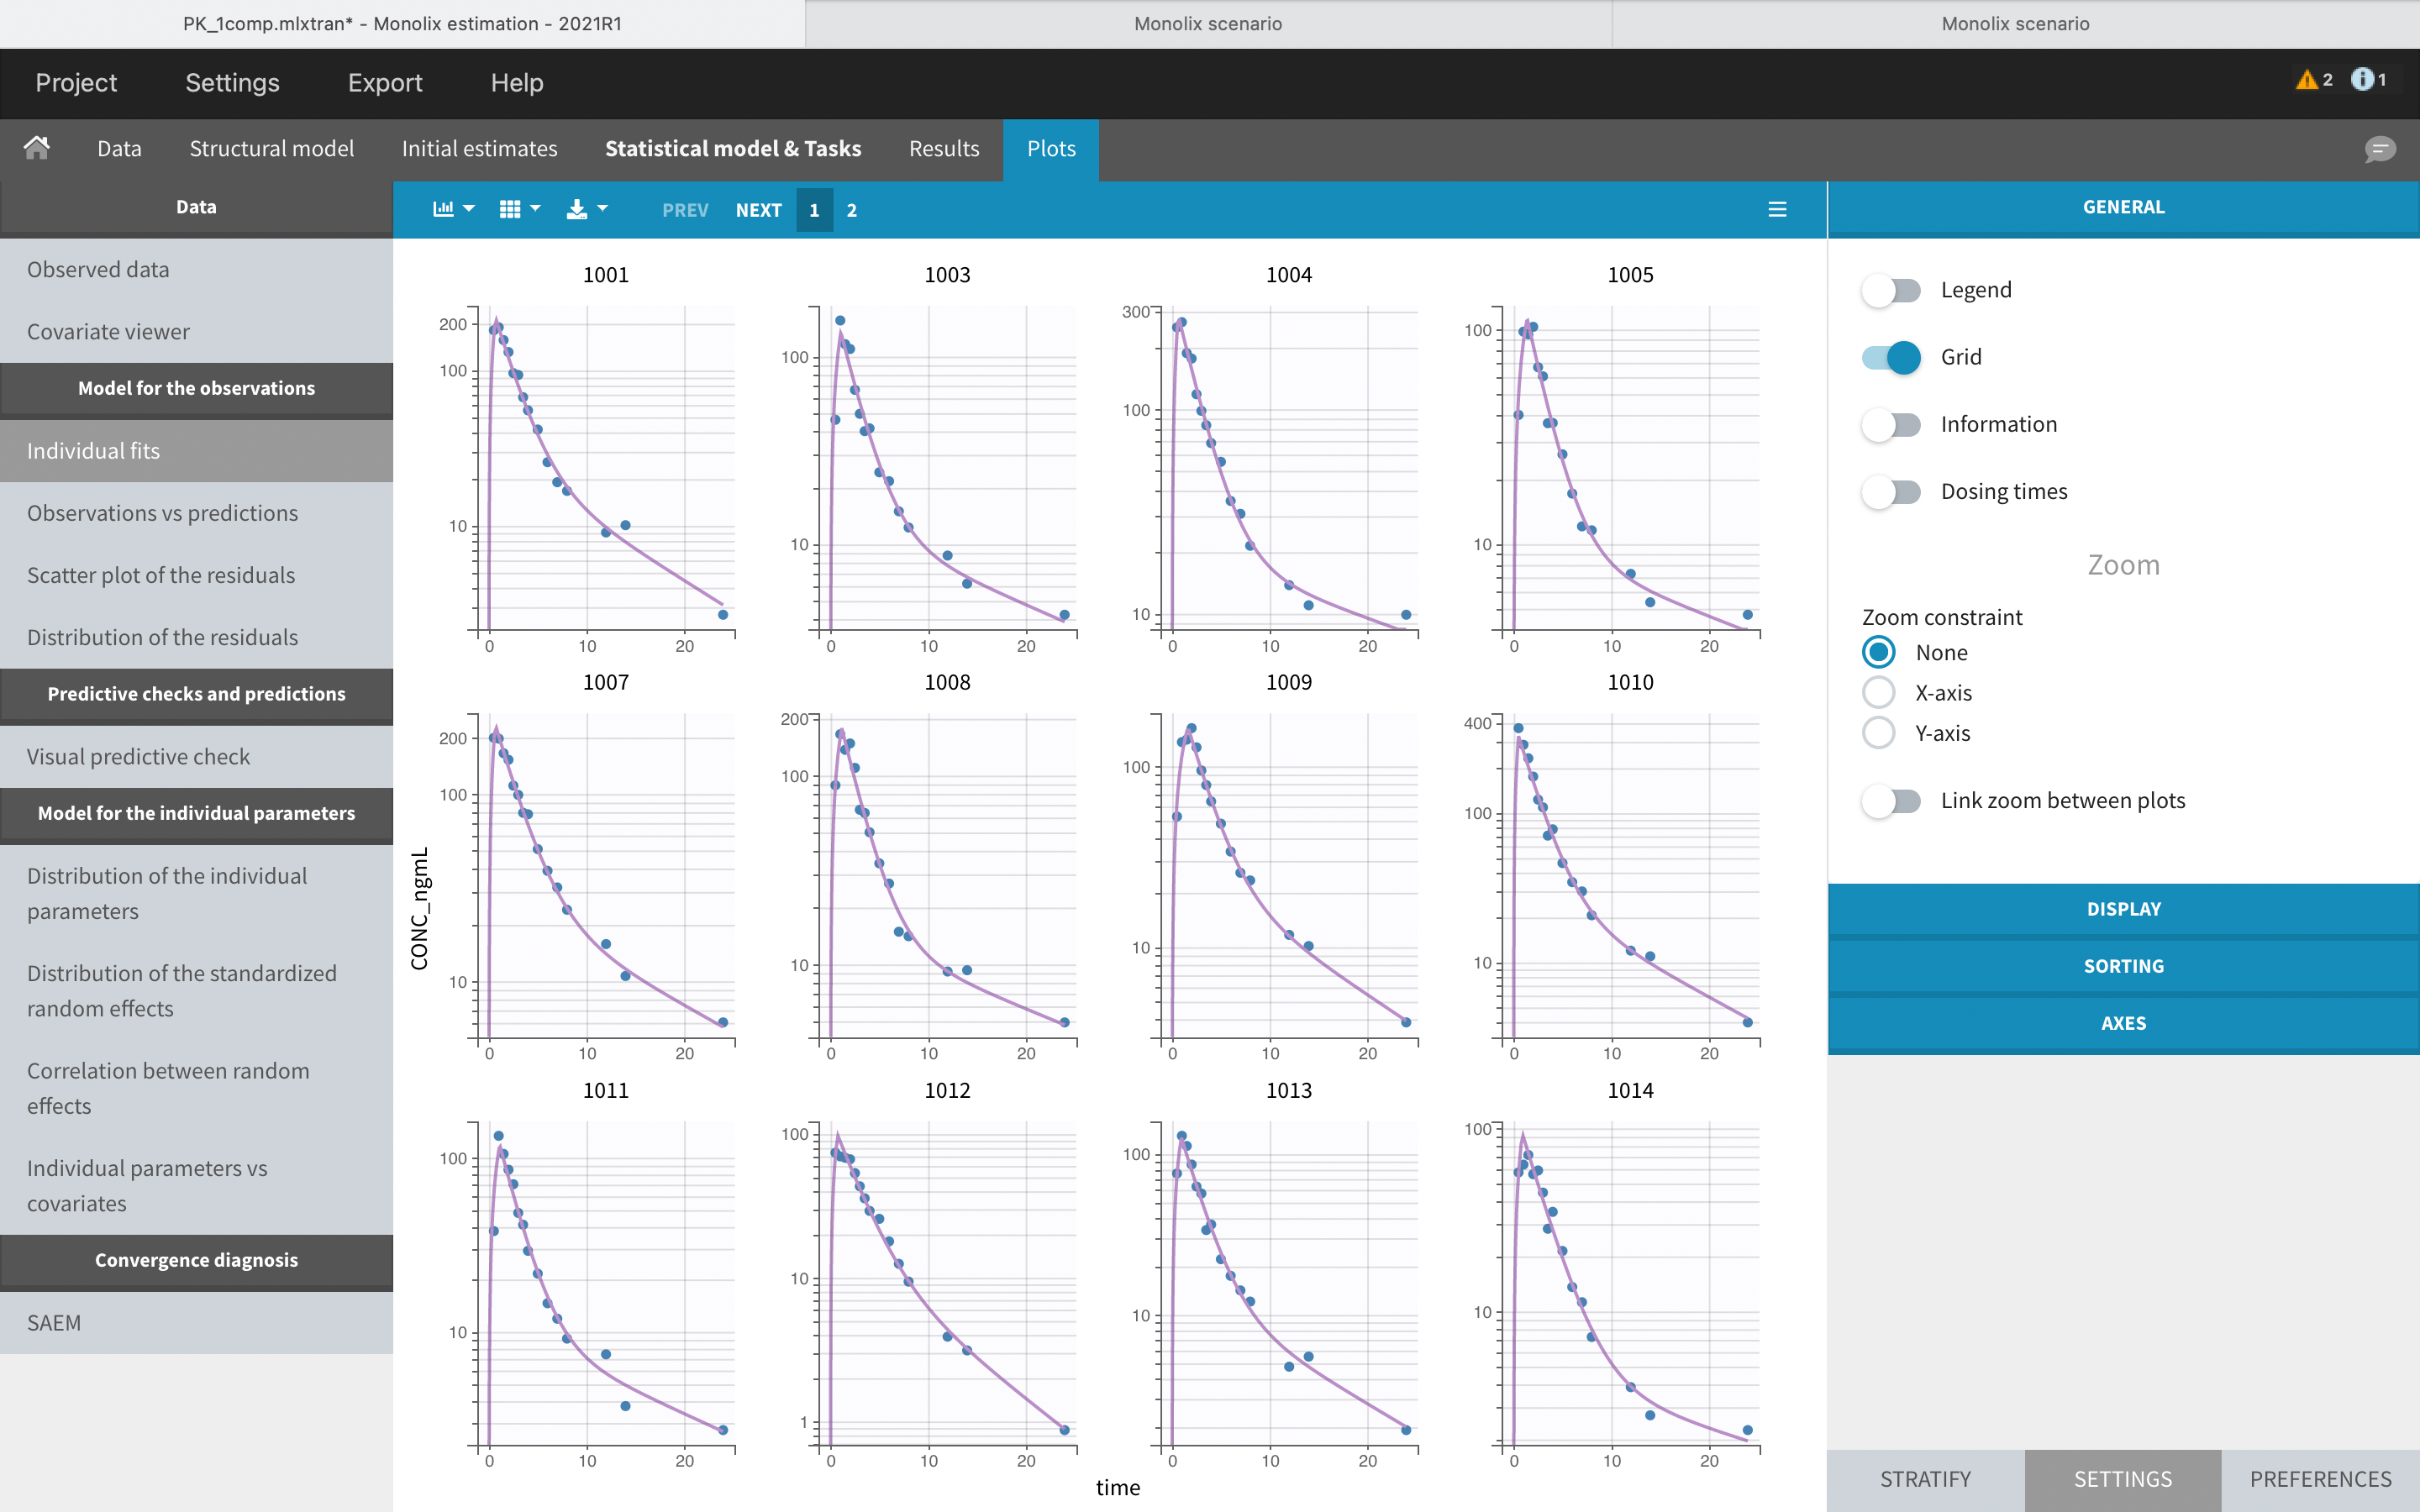 PK_1comp.mlxtran* - Monolix estimation - 2021R1
Monolix scenario
Monolix scenario
Project Settings Export Help
2 1
Data Structural model Initial estimates Statistical model & Tasks Results Plots
Data
Observed data
Covariate viewer
Model for the observations
Individual fits
Observations vs predictions
Scatter plot of the residuals
Distribution of the residuals
Predictive checks and predictions
Visual predictive check
Model for the individual parameters
Distribution of the individual
parameters
Distribution of the standardized
random effects
Correlation between random
effects
Individual parameters vs
covariates
Convergence diagnosis
SAEM
PREV NEXT 1 2
1001
200
100
10
0 10 20
1003
100
10
0 10 20
1004
300
100
10
0 10 20
1005
100
10
0 10 20
1007
200
100
10
0 10 20
1008
200
100
10
0 10 20
1009
100
10
0 10 20
1010
400
100
10
0 10 20
1011
100
10
0 10 20
1012
100
10
1
0 10 20
1013
100
10
0 10 20
1014
100
10
0 10 20
CONC_ngmL
time
GENERAL
Legend
Grid
Information
Dosing times
Zoom
Zoom constraint
None
X-axis
Y-axis
Link zoom between plots
DISPLAY
SORTING
AXES
STRATIFY SETTINGS PREFERENCES